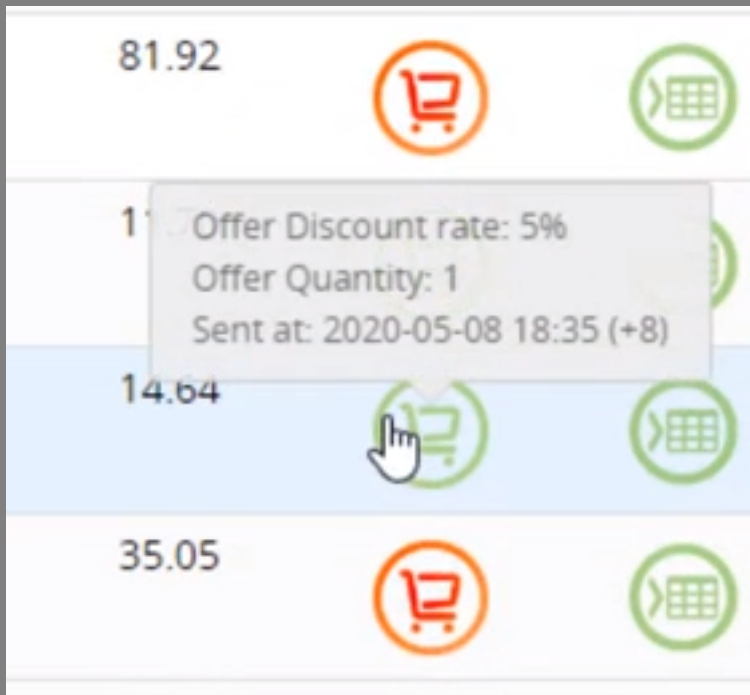 81.92
Offer Discount rate: 5%
Offer Quantity: 1
Sent at: 2020-05-08 18:35 (+8)
14.64
35.05